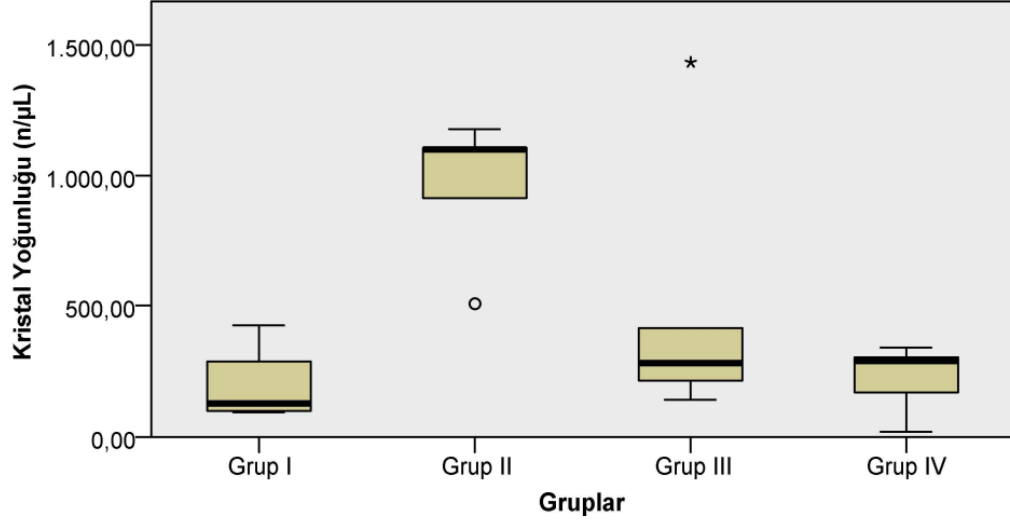 Kristal Yoğunluğu (n/µL)
1.500,00
1.000,00
500,00
0,00
Grup I
Grup II
Grup III
Grup IV
Gruplar